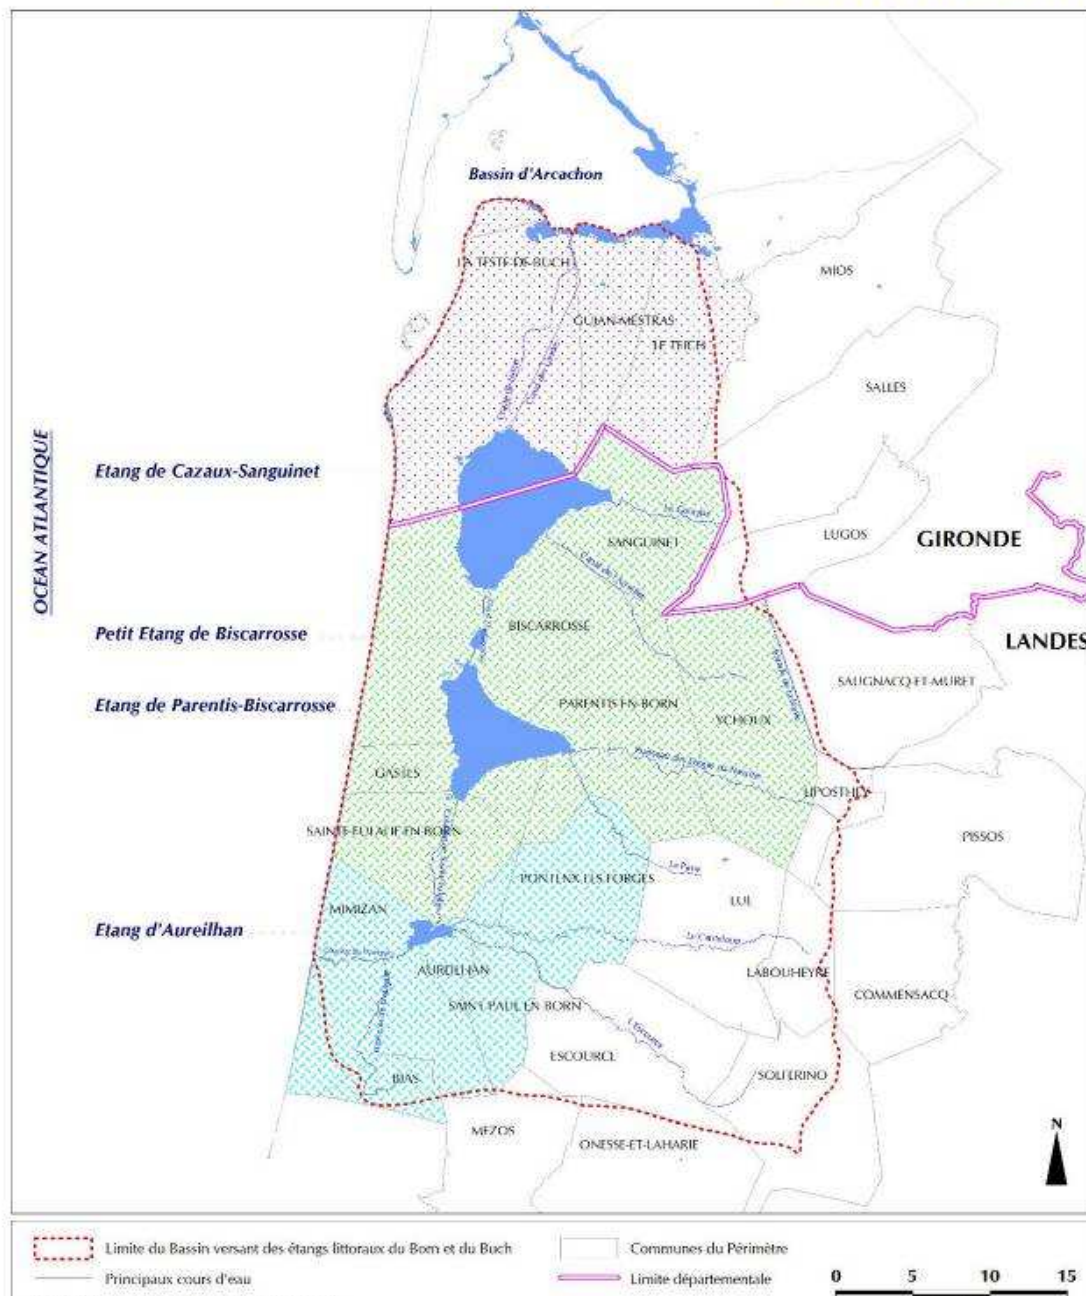 Bassin d'Arcachon
LA TESTE-DE-BUCH
MIOS
GUJAN-MESTRAS
LE TEICH
SALLES
OCEAN ATLANTIQUE
Etang de Cazaux-Sanguinet
SANGUINET
LUGOS
GIRONDE
Petit Etang de Biscarrosse
BISCARROSSE
LANDES
SAUGNACQ-ET-MURET
Etang de Parentis-Biscarrosse
PARENTIS-EN-BORN
YCHOUX
GASTES
LIPOSTHEY
SAINTE-EULALIE-EN-BORN
PISSOS
PONTENX-LES-FORGES
LUE
MIMIZAN
Etang d'Aureilhan
AUREILHAN
LABOUHEYRE
COMMENSACQ
SAINT-PAUL-EN-BORN
ESCOURCE
SOLFERINO
BIAS
MEZOS
ONESSE-ET-LAHARIE
N
Limite du Bassin versant des étangs littoraux du Born et du Buch
Communes du Périmètre
Principaux cours d'eau
Limite départementale
0 5 10 15